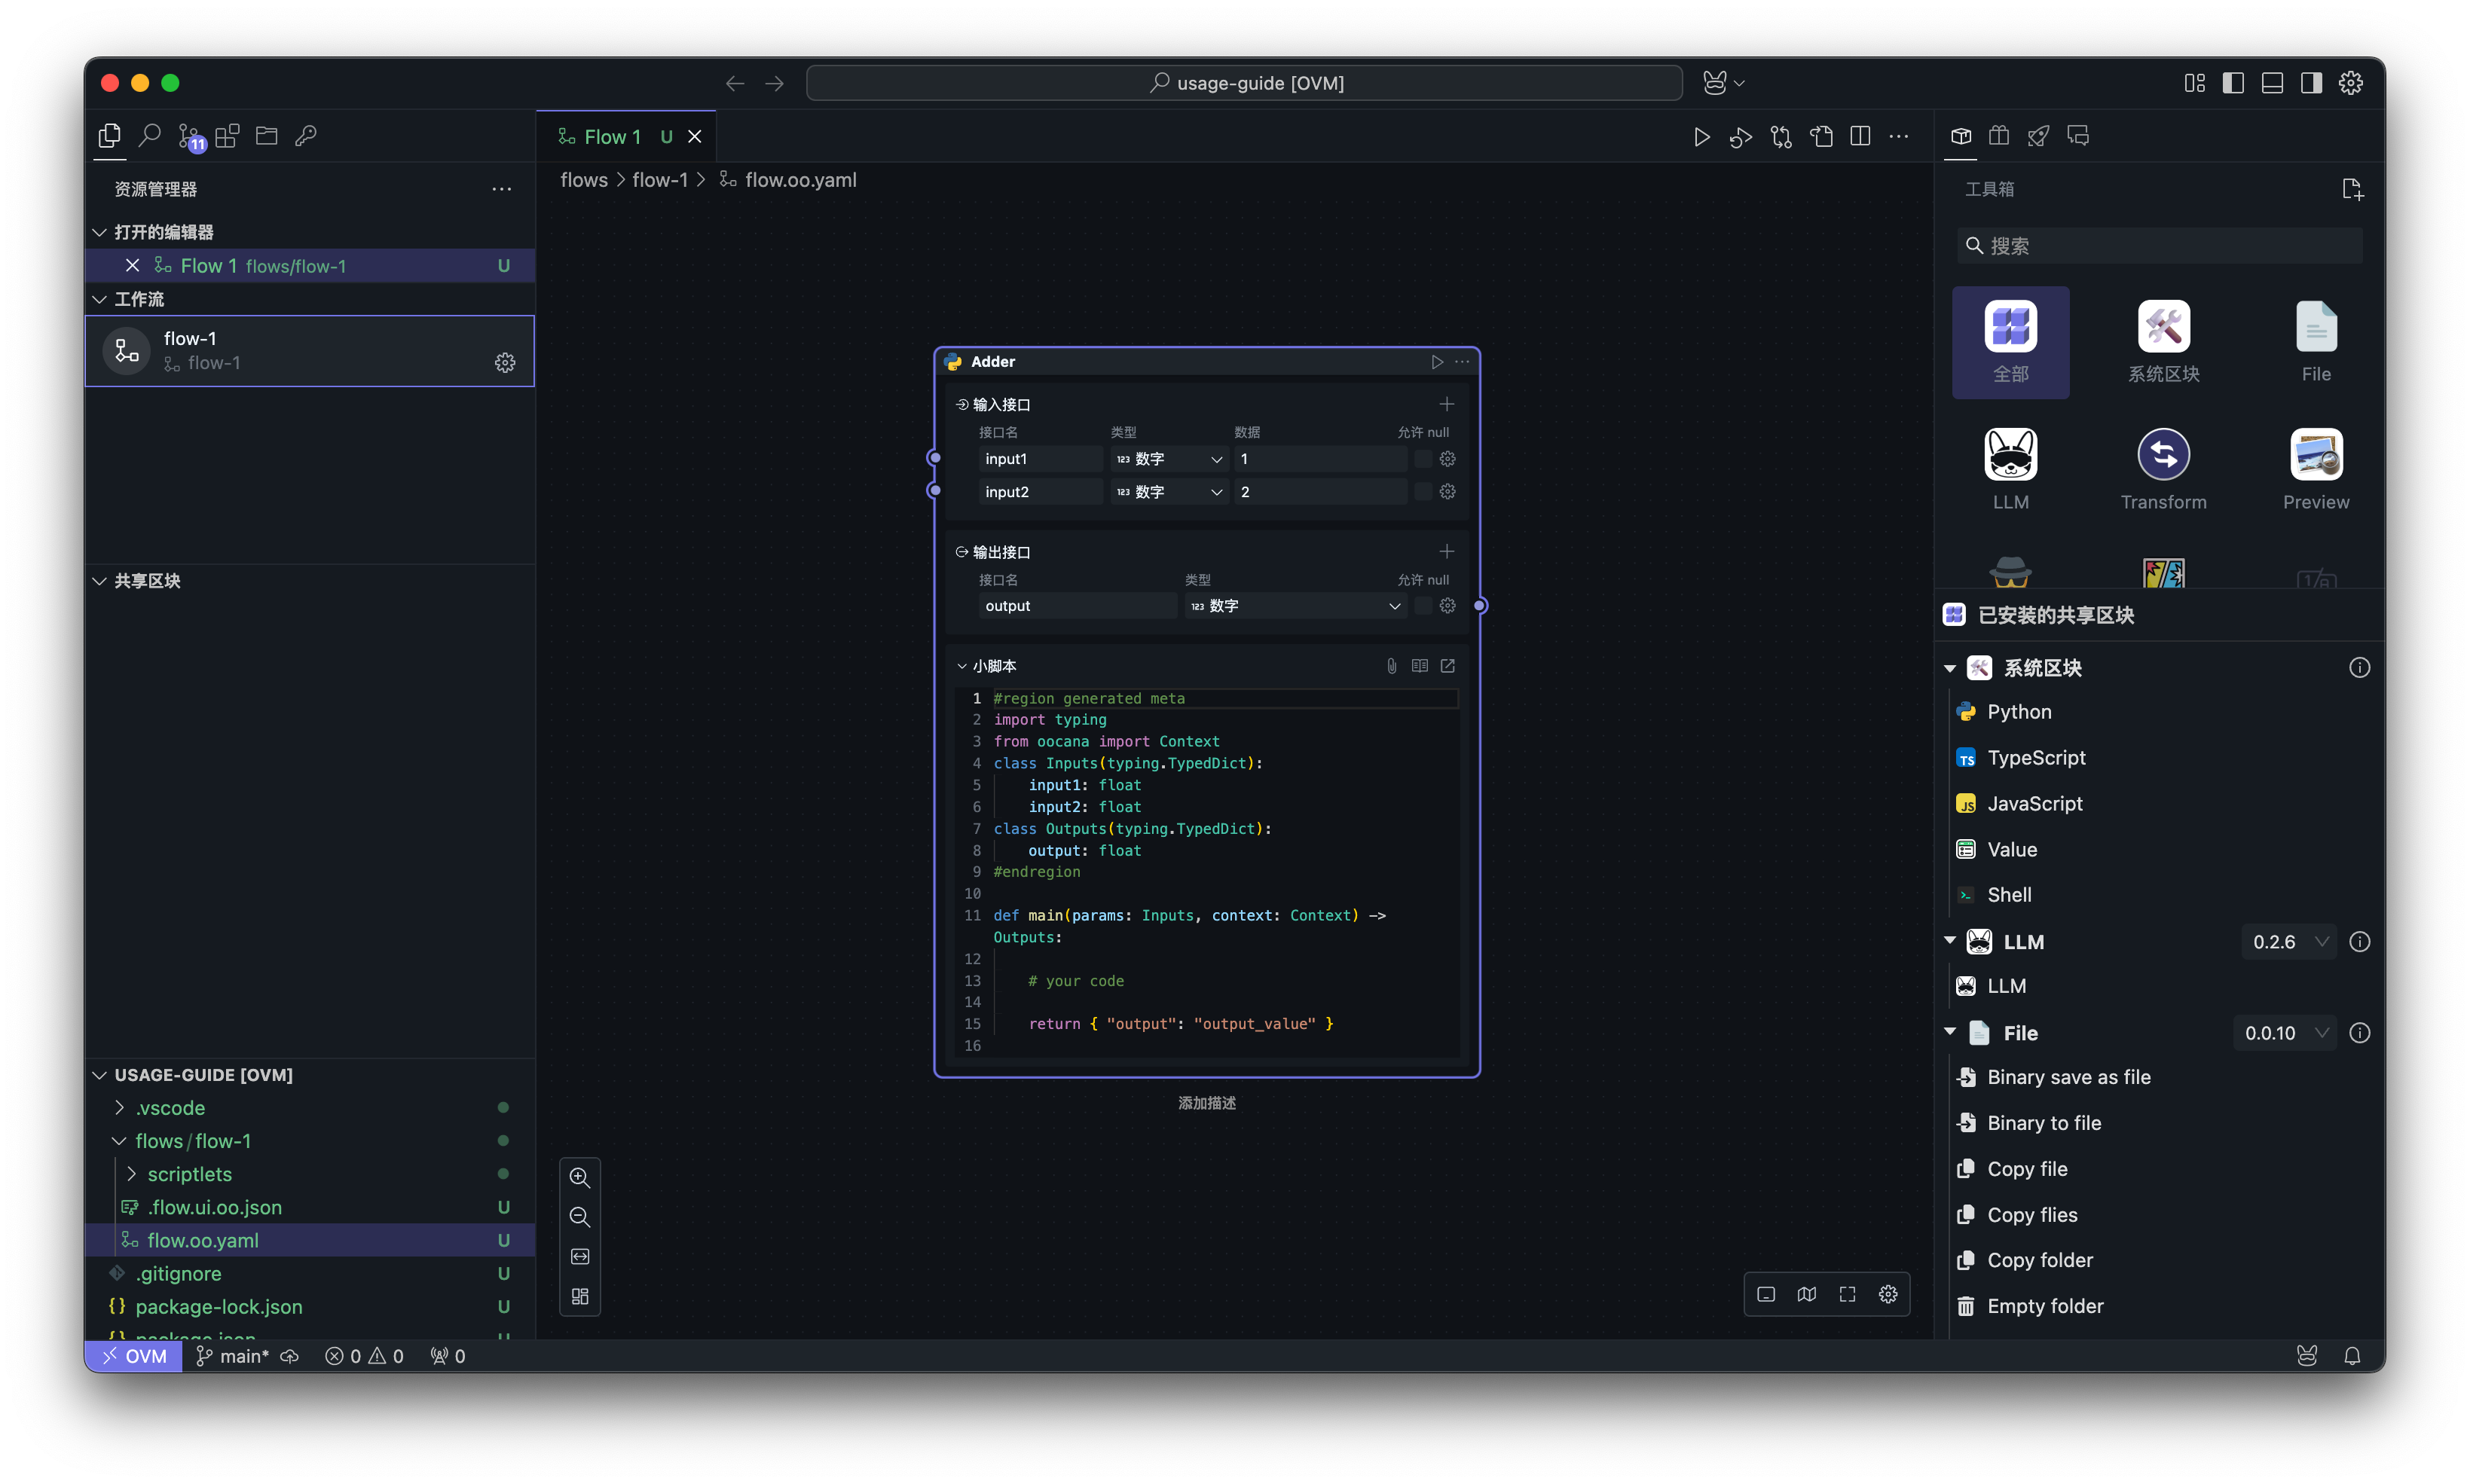 usage-guide [OVM]
11
Flow 1 U
资源管理器
打开的编辑器
Flow 1 flows/flow-1 U
工作流
flow-1
flow-1
共享区块
USAGE-GUIDE [OVM]
.vscode
flows/flow-1
scriptlets
.flow.ui.oo.json U
flow.oo.yaml U
.gitignore U
package-lock.json U
package.json U
flows > flow-1 > flow.oo.yaml
Adder
输入接口
接口名 类型 数据 允许 null
input1 123 数字 1
input2 123 数字 2
输出接口
接口名 类型 允许 null
output 123 数字
小脚本
1 #region generated meta
2 import typing
3 from oocana import Context
4 class Inputs(typing.TypedDict):
5 input1: float
6 input2: float
7 class Outputs(typing.TypedDict):
8 output: float
9 #endregion
10
11 def main(params: Inputs, context: Context) ->
Outputs:
12
13 # your code
14
15 return { "output": "output_value" }
16
添加描述
工具箱
搜索
全部 系统区块 File
LLM Transform Preview
已安装的共享区块
系统区块
Python
TS TypeScript
JS JavaScript
Value
Shell
LLM 0.2.6
LLM
File 0.0.10
Binary save as file
Binary to file
Copy file
Copy flies
Copy folder
Empty folder
OVM main* 0 0 0